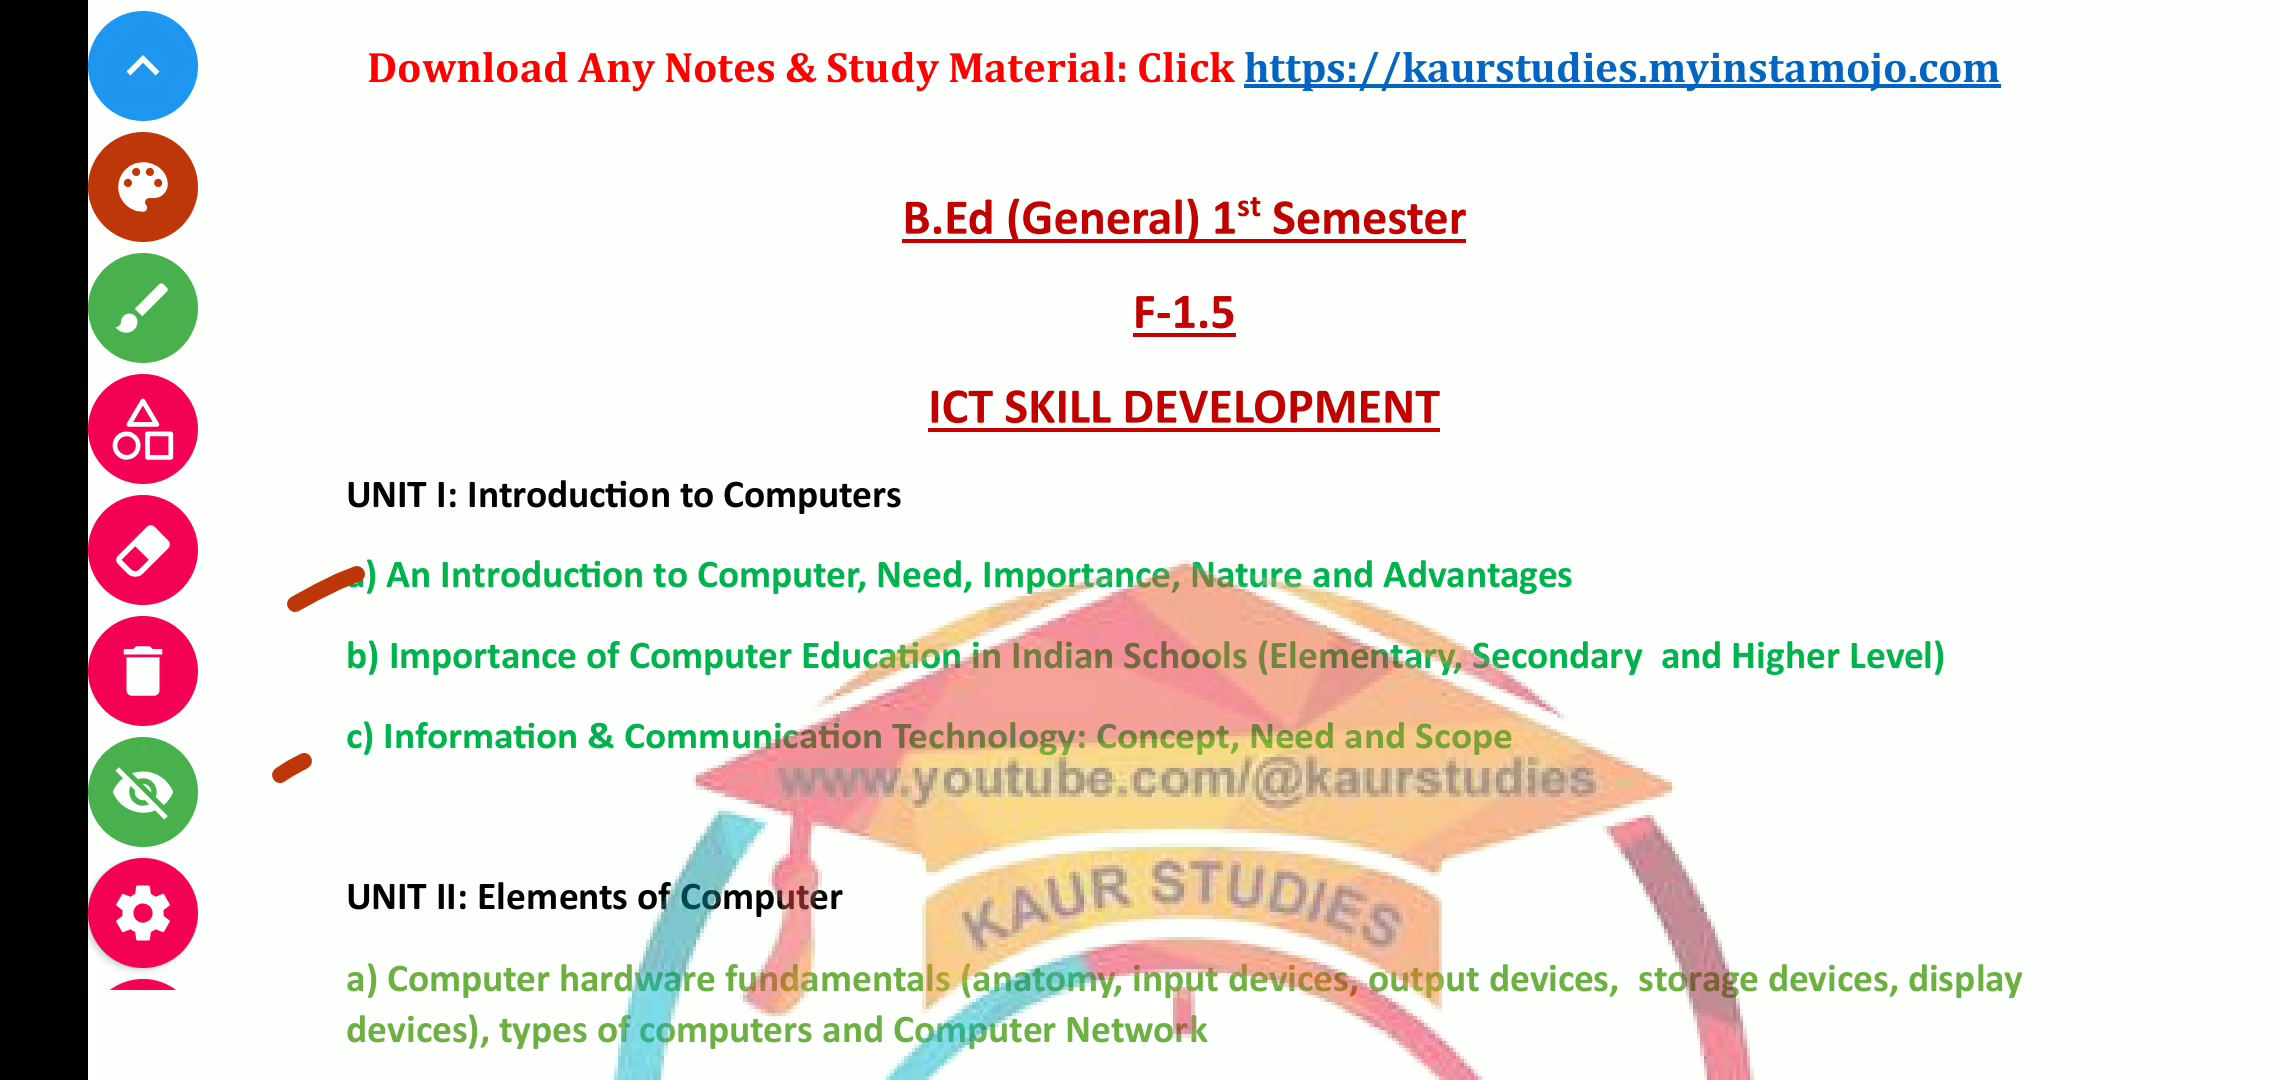 Download Any Notes & Study Material: Click https://kaurstudies.myinstamojo.com
B.Ed (General) 1st Semester
F-1.5
ICT SKILL DEVELOPMENT
UNIT I: Introduction to Computers
a) An Introduction to Computer, Need, Importance, Nature and Advantages
b) Importance of Computer Education in Indian Schools (Elementary, Secondary and Higher Level)
c) Information & Communication Technology: Concept, Need and Scope
www.youtube.com/@kaurstudies
UNIT II: Elements of Computer
KAUR STUDIES
a) Computer hardware fundamentals (anatomy, input devices, output devices, storage devices, display
devices), types of computers and Computer Network